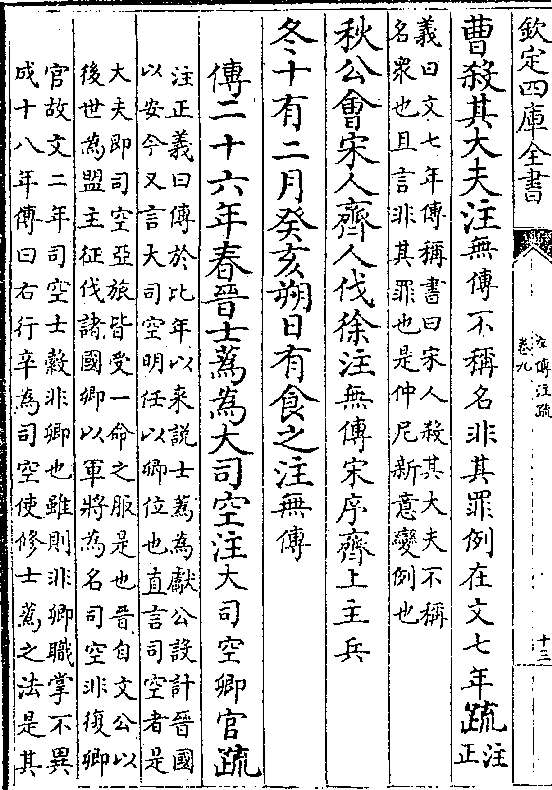 欽定四庫全書
左傳注疏
卷九
十三
曹殺其大夫注無傳不稱名非其罪例在文七年疏注正
義曰文七年傳稱書曰宋人殺其大夫不稱
名衆也且言非其罪也是仲尼新意變例也
秋公會宋人齊人伐徐注無傳宋序齊上主兵
冬十有二月癸亥朔日有食之注無傳
傳二十六年春晉士蔿為大司空注大司空卿官疏
注正義曰傳於比年以来説士蔿為獻公設計晉國
以安今又言大司空明任以卿位也直言司空者是
大夫即司空亞旅皆受一命之服是也晉自文公以
後世為盟主征伐諸國卿以軍將為名司空非復卿
官故文二年司空士縠非卿也雖則非卿職掌不異
成十八年傳曰右行辛為司空使修士蔿之法是其